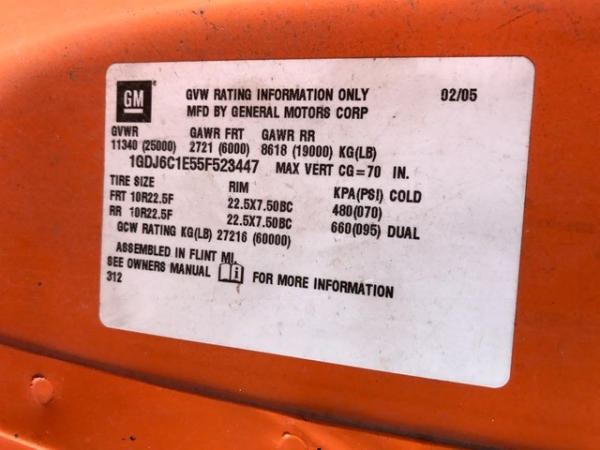 GM
GVW RATING INFORMATION ONLY 02/05
MFD BY GENERAL MOTORS CORP
GVWR GAWR FRT GAWR RR
11340 (25000) 2721 (6000) 8618 (19000) KG(LB)
1GDJ6C1E55F523447 MAX VERT CG=70 IN.
TIRE SIZE RIM KPA(PSI) COLD
FRT 10R22.5F 22.5X7.50BC 480(070)
RR 10R22.5F 22.5X7.50BC 660(095) DUAL
GCW RATING KG(LB) 27216 (60000)
ASSEMBLED IN FLINT MI.
SEE OWNERS MANUAL i FOR MORE INFORMATION
312